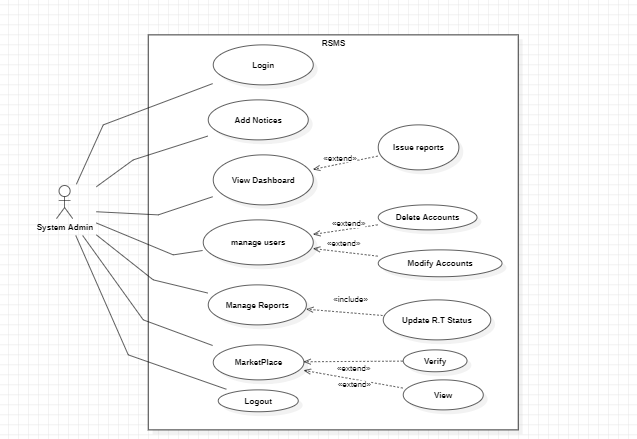 RSMS
Login
Add Notices
Issue reports
«extend»
View Dashboard
Delete Accounts
«extend»
System Admin
manage users
«extend»
Modify Accounts
«include»
Manage Reports
Update R.T Status
MarketPlace
Verify
«extend»
«extend»
View
Logout